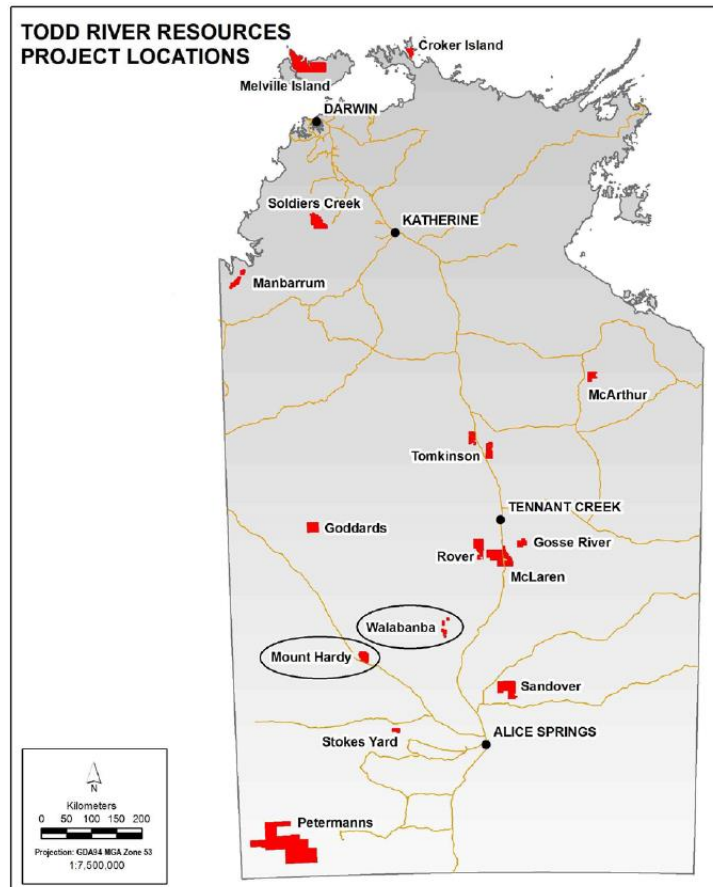 TODD RIVER RESOURCES
PROJECT LOCATIONS
Croker Island
Melville Island
DARWIN
Soldiers Creek
KATHERINE
Manbarrum
McArthur
Tomkinson
TENNANT CREEK
Goddards
Gosse River
Rover
McLaren
Walabanba
Mount Hardy
Sandover
Stokes Yard
ALICE SPRINGS
Petermanns
N
Kilometers
0 50 100 150 200
Projection: GDA94 MGA Zone 53
1:7,500,000